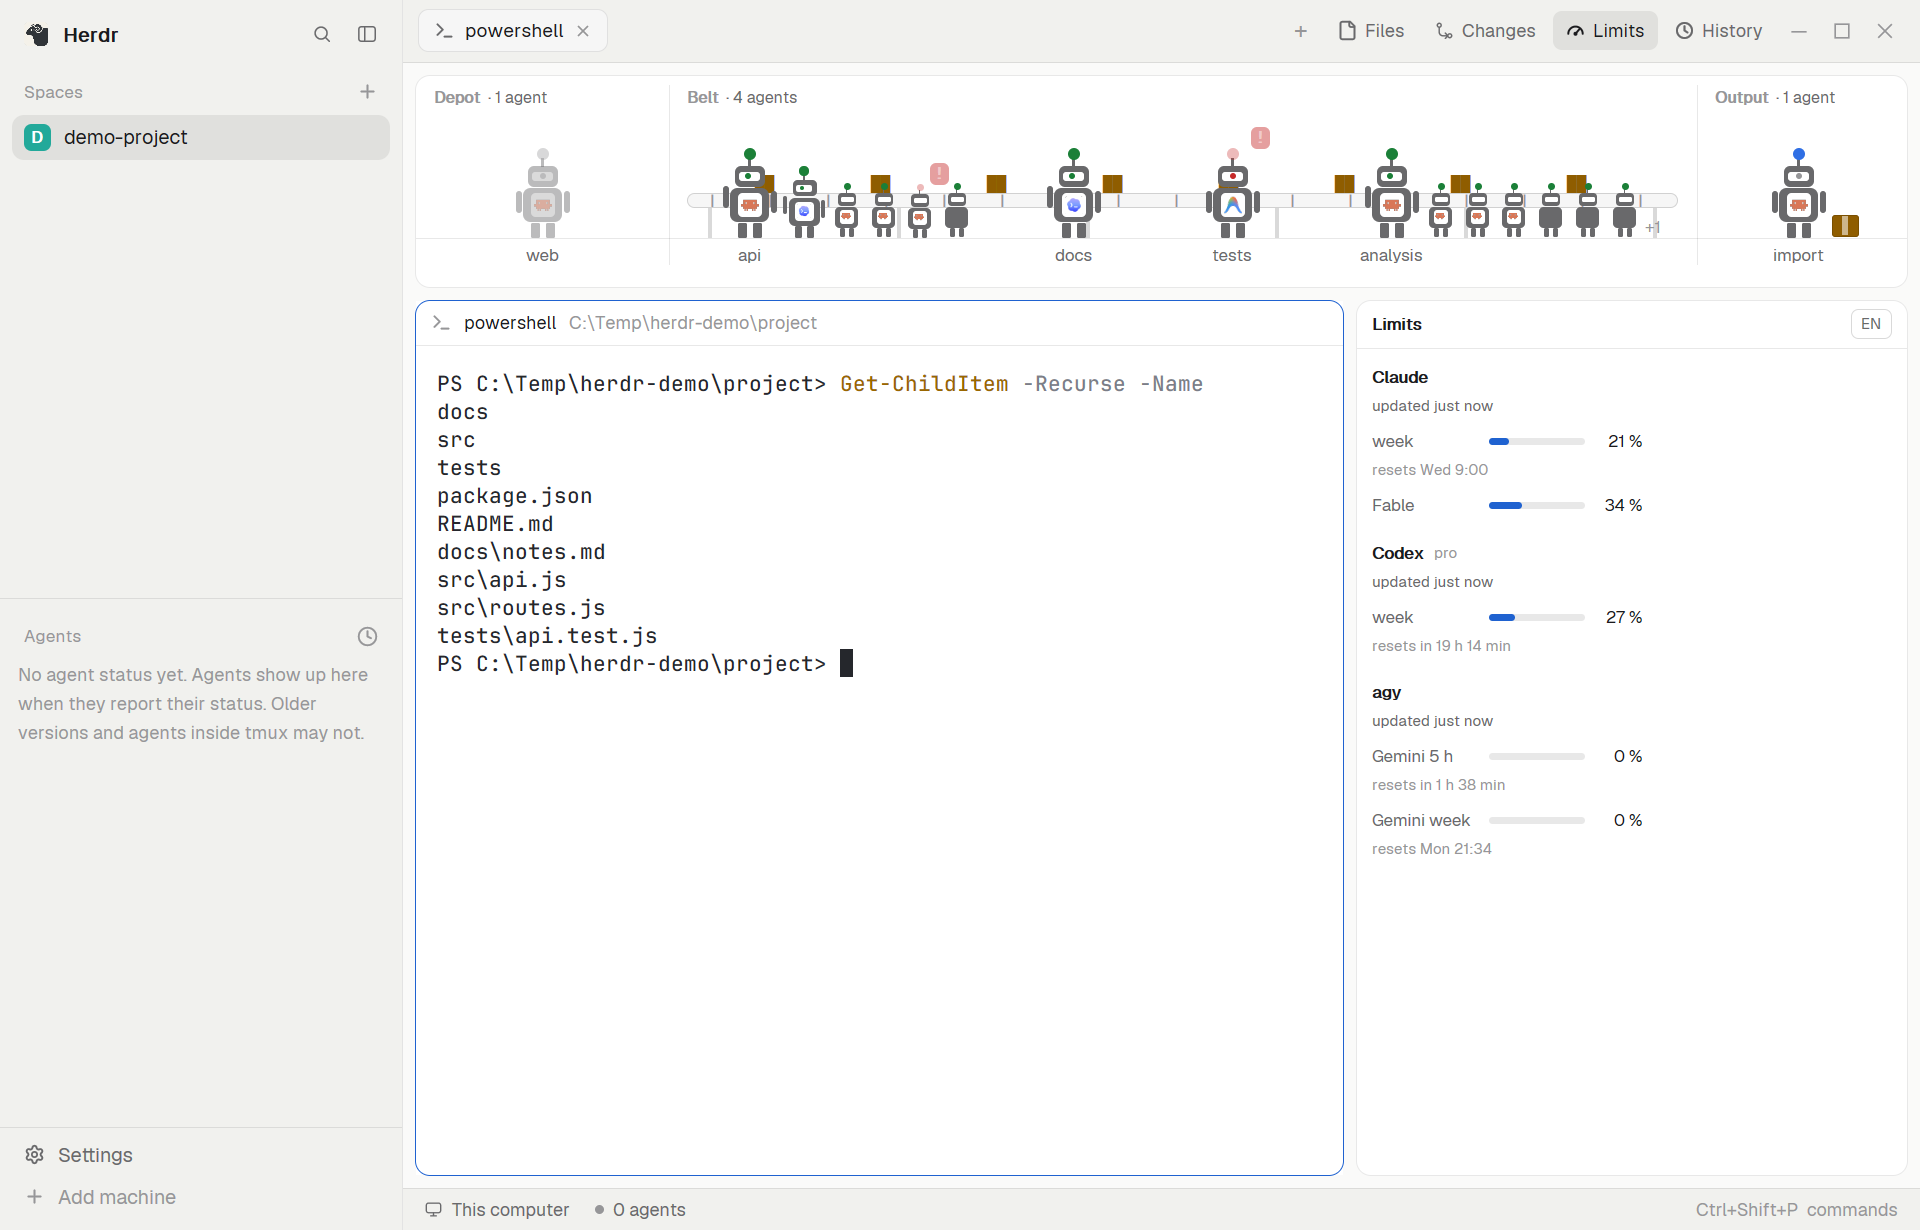 Herdr
Spaces
D demo-project
Agents
No agent status yet. Agents show up here
when they report their status. Older
versions and agents inside tmux may not.
Settings
Add machine
powershell
Files
Changes
Limits
History
Depot · 1 agent
web
Belt · 4 agents
!
!
+1
api
docs
tests
analysis
Output · 1 agent
import
powershell C:\Temp\herdr-demo\project
PS C:\Temp\herdr-demo\project> Get-ChildItem -Recurse -Name
docs
src
tests
package.json
README.md
docs\notes.md
src\api.js
src\routes.js
tests\api.test.js
PS C:\Temp\herdr-demo\project>
Limits
EN
Claude
updated just now
week 21 %
resets Wed 9:00
Fable 34 %
Codex pro
updated just now
week 27 %
resets in 19 h 14 min
agy
updated just now
Gemini 5 h 0 %
resets in 1 h 38 min
Gemini week 0 %
resets Mon 21:34
This computer
0 agents
Ctrl+Shift+P commands